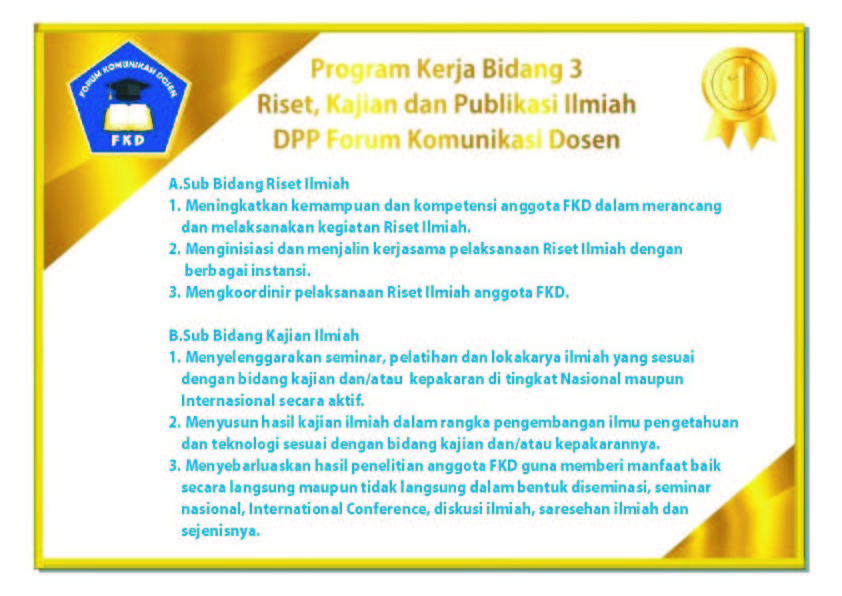 FORUM KOMUNIKASI DOSEN
FKD
Program Kerja Bidang 3
Riset, Kajian dan Publikasi Ilmiah
DPP Forum Komunikasi Dosen
1
A.Sub Bidang Riset Ilmiah
1. Meningkatkan kemampuan dan kompetensi anggota FKD dalam merancang
dan melaksanakan kegiatan Riset Ilmiah.
2. Menginisiasi dan menjalin kerjasama pelaksanaan Riset Ilmiah dengan
berbagai instansi.
3. Mengkoordinir pelaksanaan Riset Ilmiah anggota FKD.
B.Sub Bidang Kajian Ilmiah
1. Menyelenggarakan seminar, pelatihan dan lokakarya ilmiah yang sesuai
dengan bidang kajian dan/atau kepakaran di tingkat Nasional maupun
Internasional secara aktif.
2. Menyusun hasil kajian ilmiah dalam rangka pengembangan ilmu pengetahuan
dan teknologi sesuai dengan bidang kajian dan/atau kepakarannya.
3. Menyebarluaskan hasil penelitian anggota FKD guna memberi manfaat baik
secara langsung maupun tidak langsung dalam bentuk diseminasi, seminar
nasional, International Conference, diskusi ilmiah, saresehan ilmiah dan
sejenisnya.